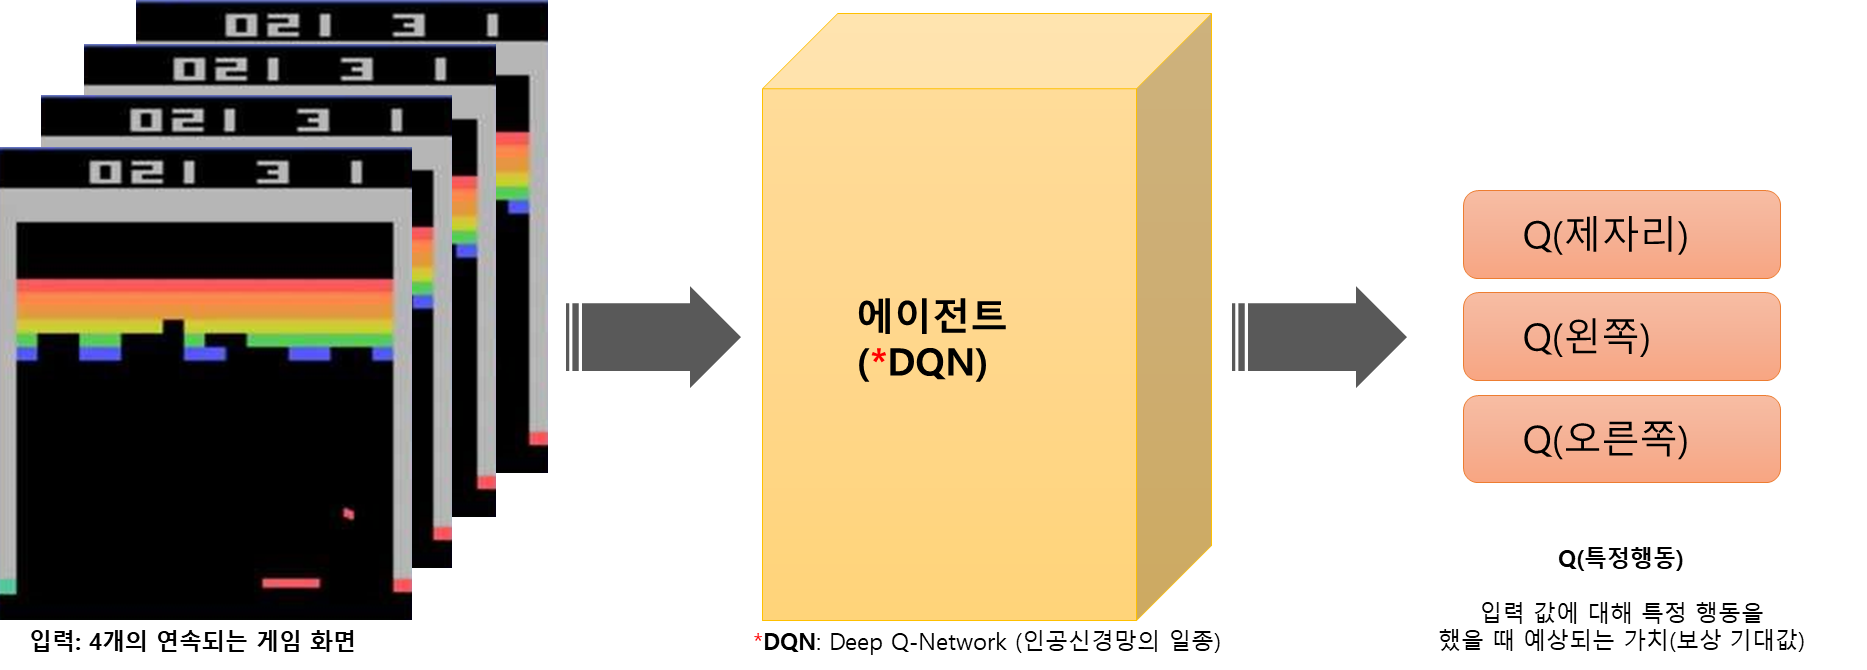 021 3 1
021 3 1
021 3 1
021 3 1
입력: 4개의 연속되는 게임 화면
에이전트
(*DQN)
*DQN: Deep Q-Network (인공신경망의 일종)
Q(제자리)
Q(왼쪽)
Q(오른쪽)
Q(특정행동)
입력 값에 대해 특정 행동을
했을 때 예상되는 가치(보상 기대값)